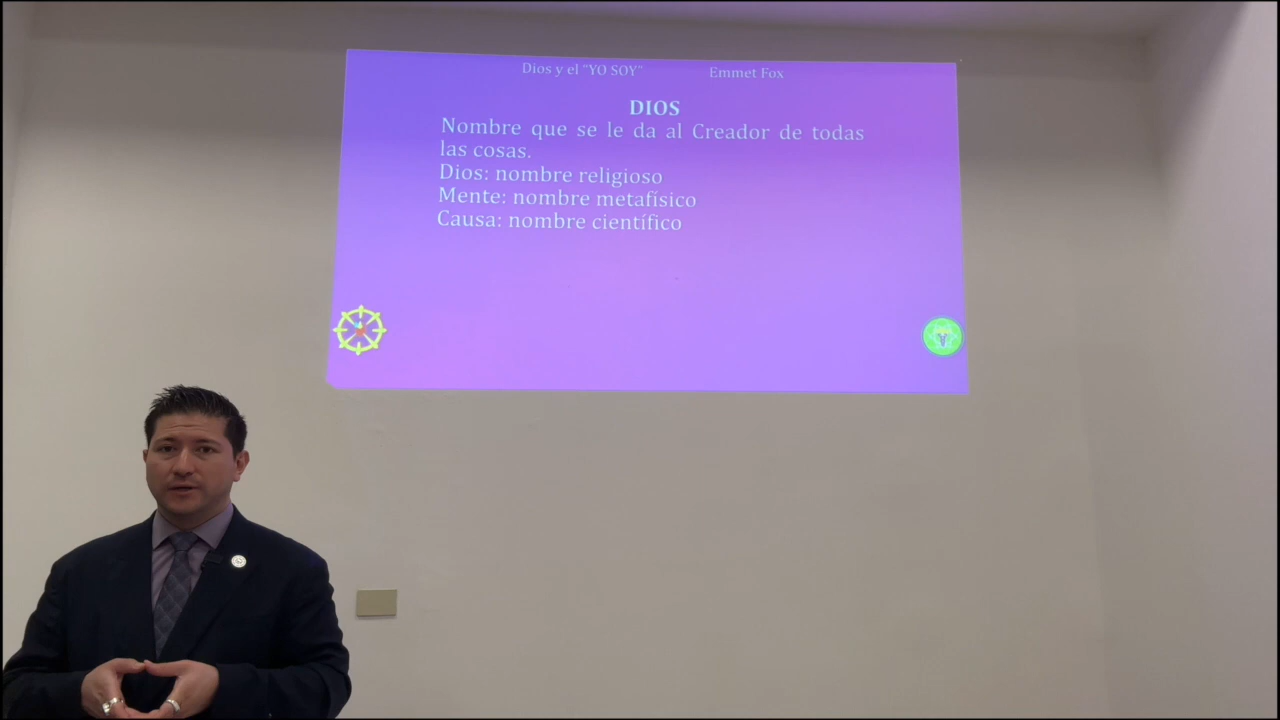 Dios y el "YO SOY" Emmet Fox
DIOS
Nombre que se le da al Creador de todas
las cosas.
Dios: nombre religioso
Mente: nombre metafísico
Causa: nombre científico